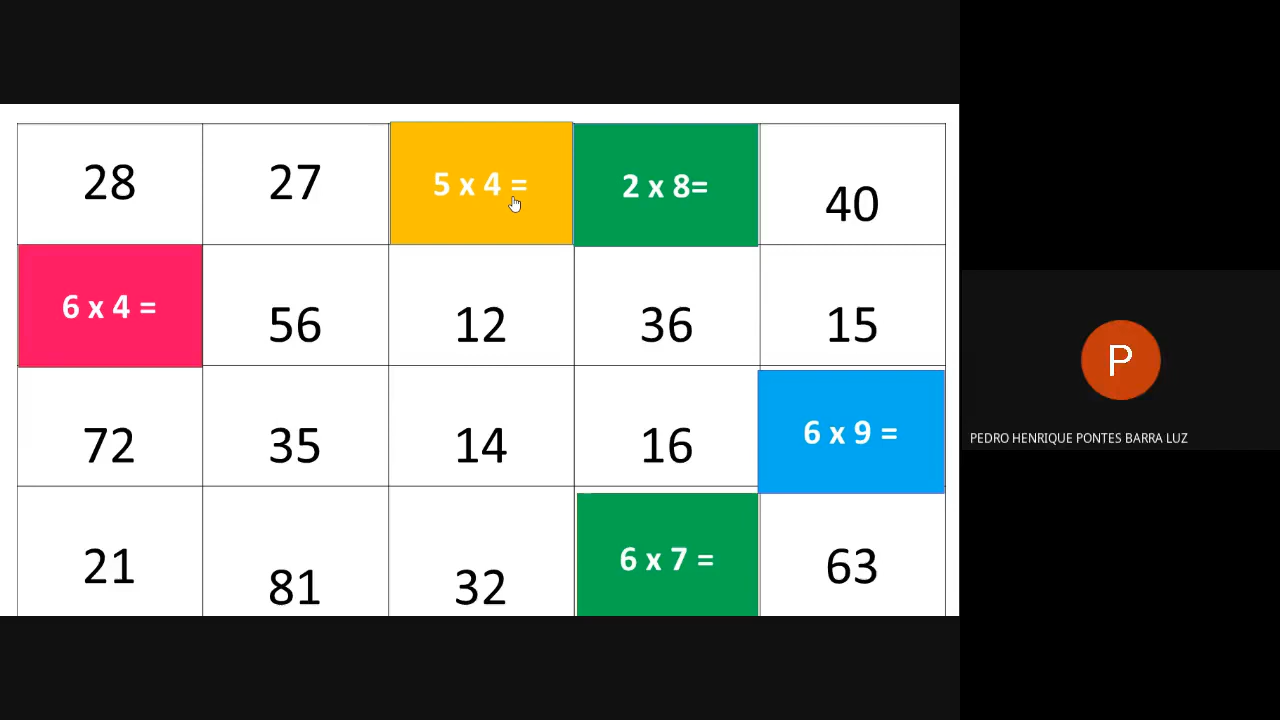 28 27 5 x 4 = 2 x 8= 40
6 x 4 = 56 12 36 15
72 35 14 16 6 x 9 =
21 81 32 6 x 7 = 63
P
PEDRO HENRIQUE PONTES BARRA LUZ